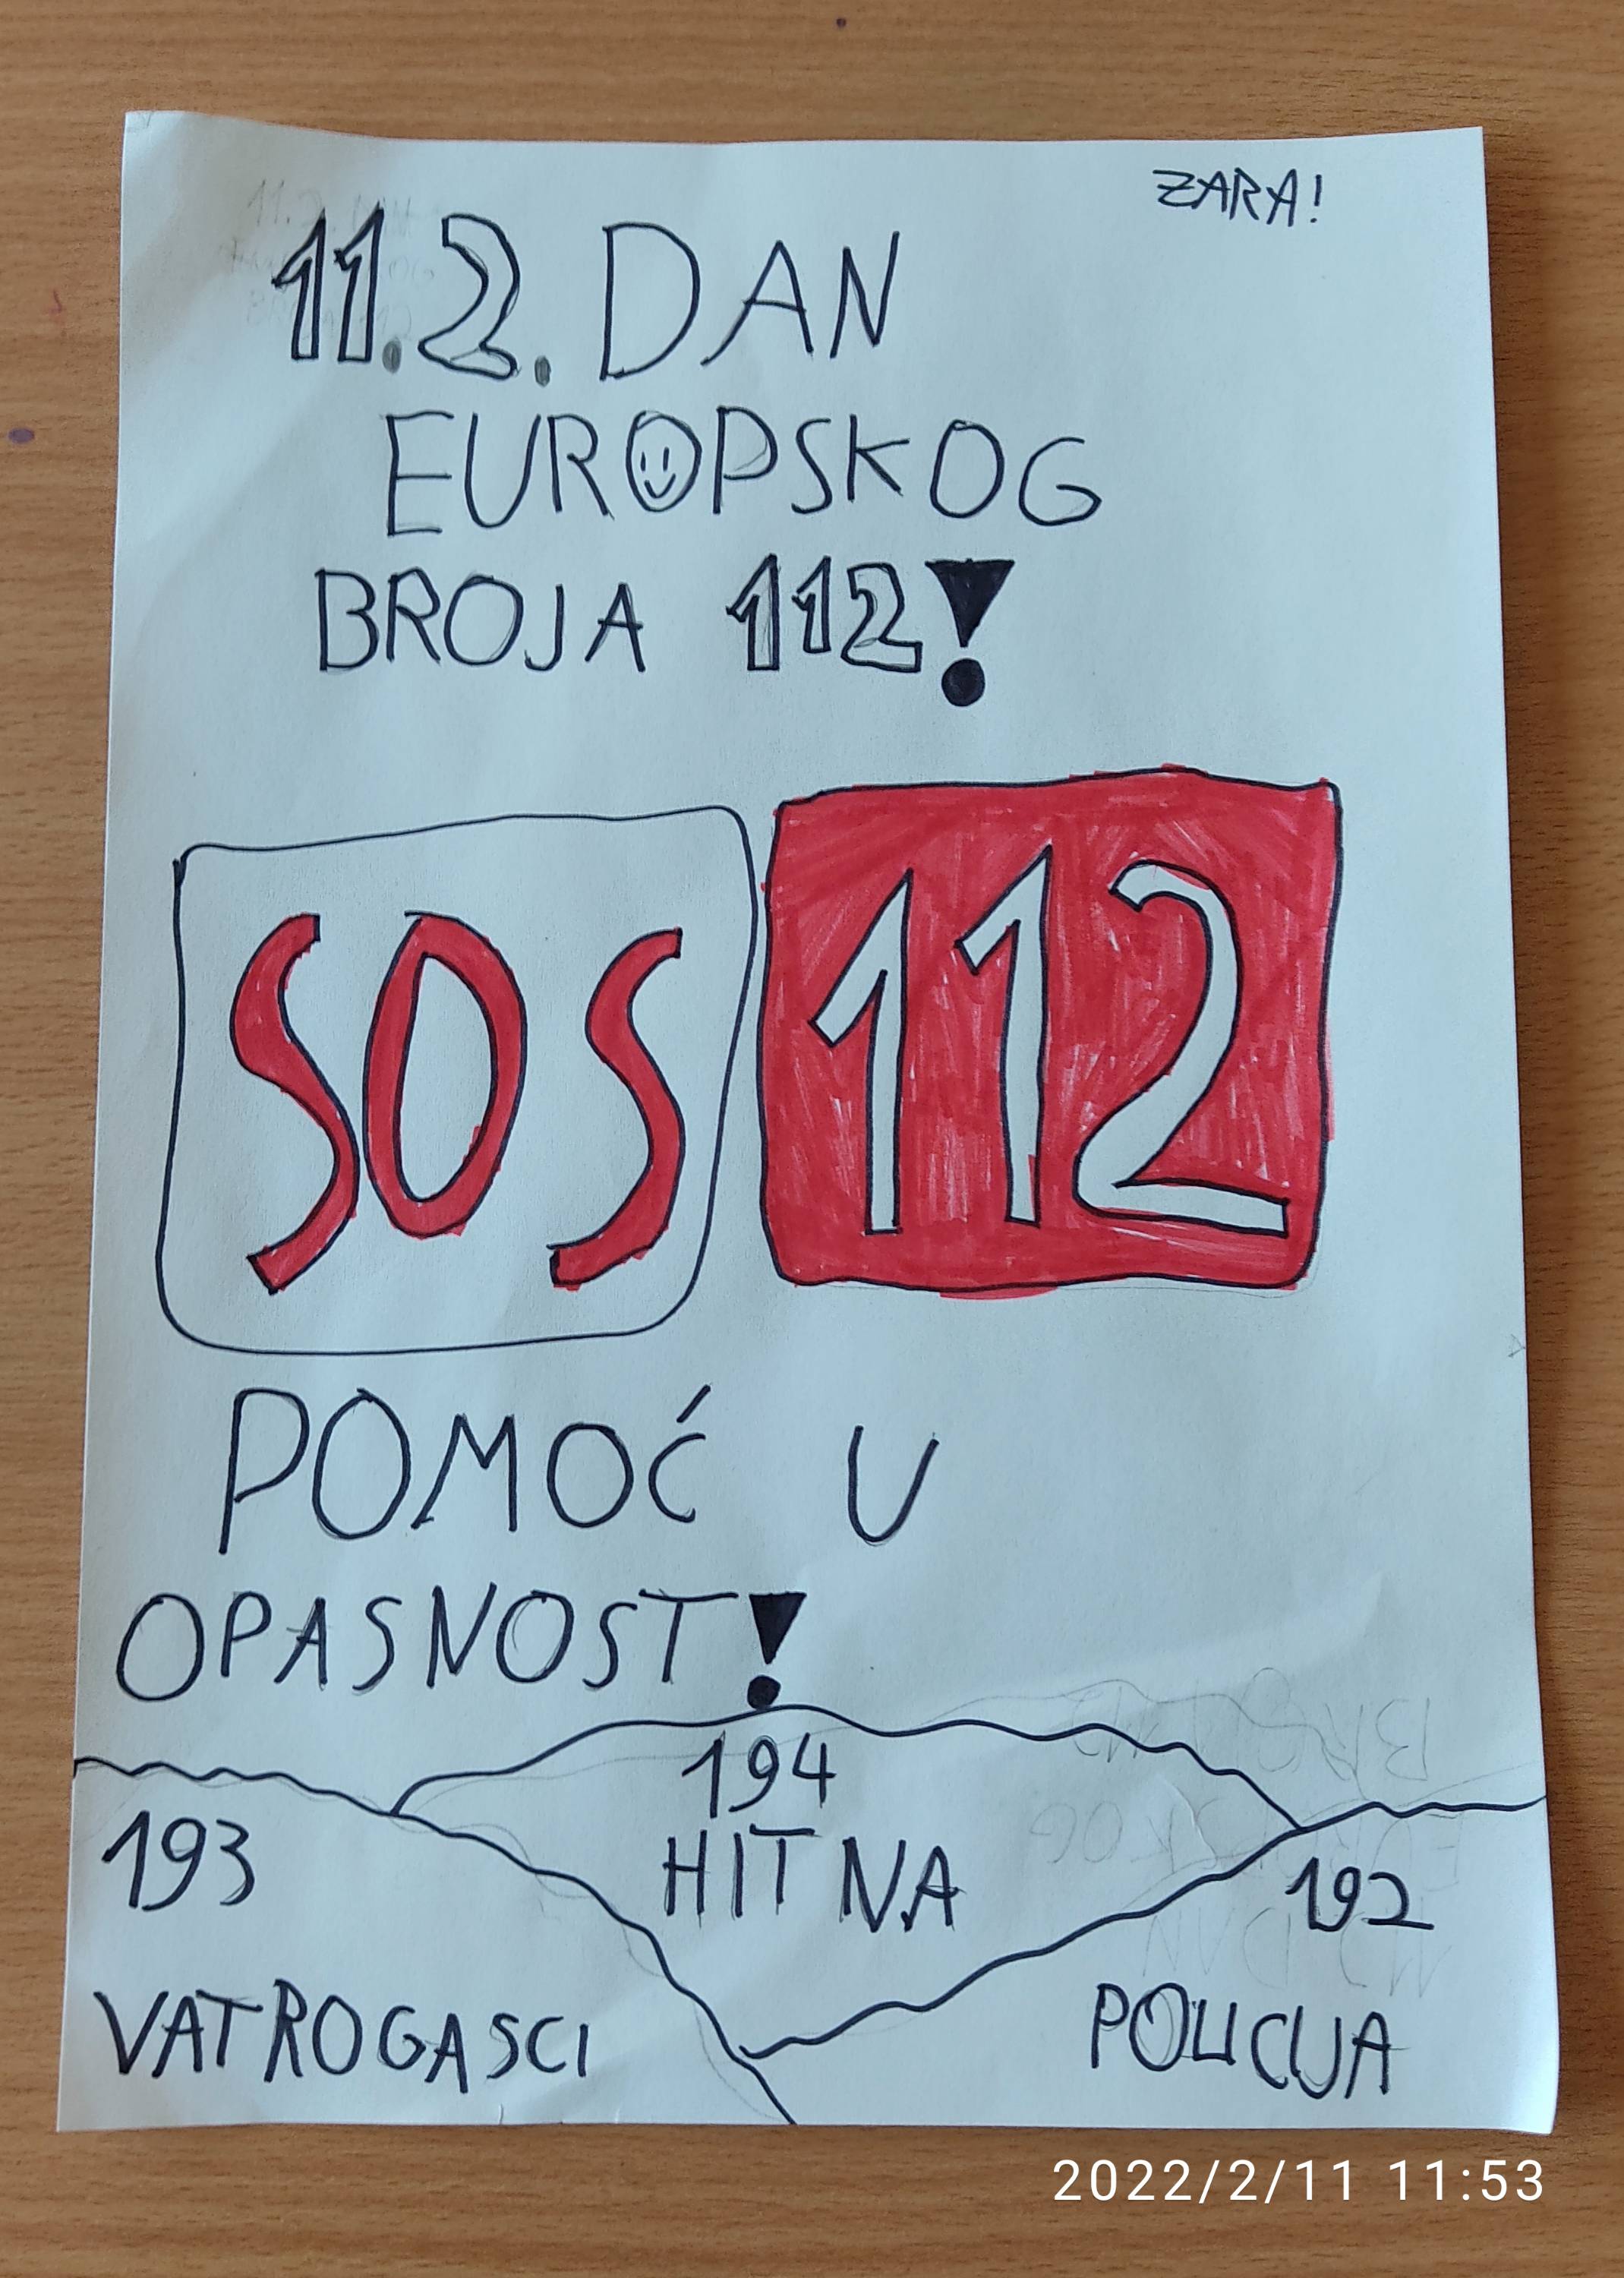 ZARA!
11.2. DAN
EUROPSKOG
BROJA 112!
SOS 112
POMOĆ U
OPASNOST!
194
HITNA
193
VATROGASCI
192
POLICIJA
2022/2/11 11:53